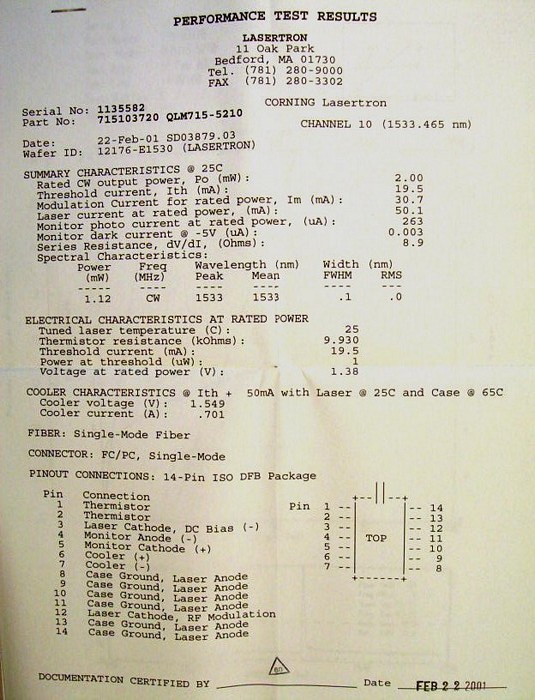 PERFORMANCE TEST RESULTS
LASERTRON
11 Oak Park
Bedford, MA 01730
Tel. (781) 280-9000
FAX (781) 280-3302
Serial No: 1135582
CORNING Lasertron
Part No: 715103720 QLM715-5210
CHANNEL 10 (1533.465 nm)
Date: 22-Feb-01 SD03879.03
Wafer ID: 12176-E1530 (LASERTRON)
SUMMARY CHARACTERISTICS @ 25C
Rated CW output power, Po (mW): 2.00
Threshold current, Ith (mA): 19.5
Modulation Current for rated power, Im (mA): 30.7
Laser current at rated power, (mA): 50.1
Monitor photo current at rated power, (uA): 263
Monitor dark current @ -5V (uA): 0.003
Series Resistance, dV/dI, (Ohms): 8.9
Spectral Characteristics:
Power Freq Wavelength (nm) Width (nm)
(mW) (MHz) Peak Mean FWHM RMS
----- ----- ---- ---- ---- ----
1.12 CW 1533 1533 .1 .0
ELECTRICAL CHARACTERISTICS AT RATED POWER
Tuned laser temperature (C): 25
Thermistor resistance (kOhms): 9.930
Threshold current (mA): 19.5
Power at threshold (uW): 1
Voltage at rated power (V): 1.38
COOLER CHARACTERISTICS @ Ith + 50mA with Laser @ 25C and Case @ 65C
Cooler voltage (V): 1.549
Cooler current (A): .701
FIBER: Single-Mode Fiber
CONNECTOR: FC/PC, Single-Mode
PINOUT CONNECTIONS: 14-Pin ISO DFB Package
Pin Connection
1 Thermistor
2 Thermistor
3 Laser Cathode, DC Bias (-)
4 Monitor Anode (-)
5 Monitor Cathode (+)
6 Cooler (+)
7 Cooler (-)
8 Case Ground, Laser Anode
9 Case Ground, Laser Anode
10 Case Ground, Laser Anode
11 Case Ground, Laser Anode
12 Laser Cathode, RF Modulation
13 Case Ground, Laser Anode
14 Case Ground, Laser Anode
Pin 1 -- -- 14
2 -- -- 13
3 -- -- 12
4 -- TOP -- 11
5 -- -- 10
6 -- -- 9
7 -- -- 8
DOCUMENTATION CERTIFIED BY Date FEB 22 2001